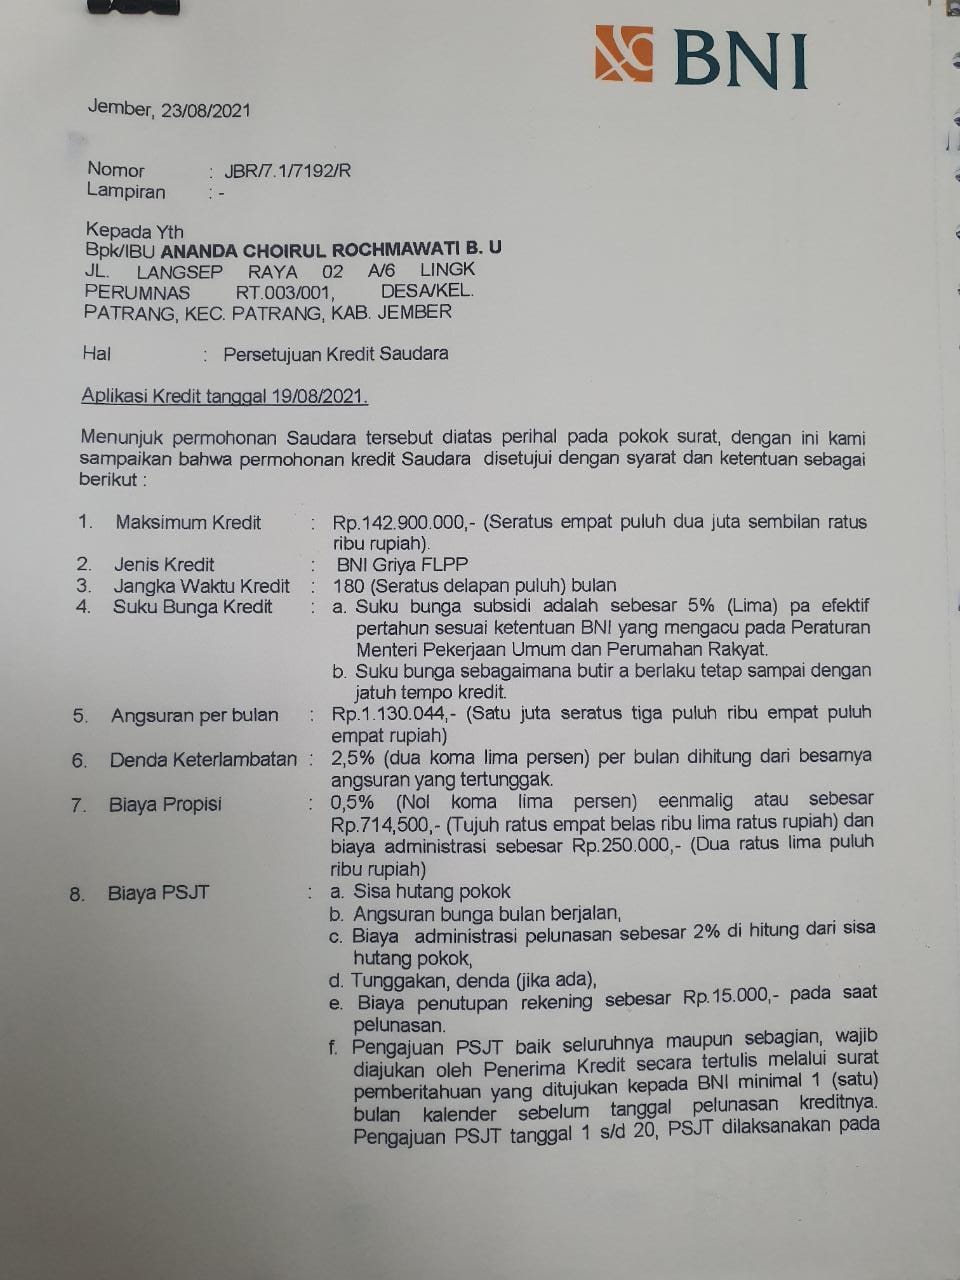 BNI
Jember, 23/08/2021
Nomor : JBR/7.1/7192/R
Lampiran : -
Kepada Yth
Bpk/IBU ANANDA CHOIRUL ROCHMAWATI B. U
JL. LANGSEP RAYA 02 A/6 LINGK
PERUMNAS RT.003/001, DESA/KEL.
PATRANG, KEC. PATRANG, KAB. JEMBER
Hal : Persetujuan Kredit Saudara
Aplikasi Kredit tanggal 19/08/2021.
Menunjuk permohonan Saudara tersebut diatas perihal pada pokok surat, dengan ini kami
sampaikan bahwa permohonan kredit Saudara disetujui dengan syarat dan ketentuan sebagai
berikut :
1. Maksimum Kredit : Rp.142.900.000,- (Seratus empat puluh dua juta sembilan ratus
ribu rupiah).
2. Jenis Kredit : BNI Griya FLPP
3. Jangka Waktu Kredit : 180 (Seratus delapan puluh) bulan
4. Suku Bunga Kredit : a. Suku bunga subsidi adalah sebesar 5% (Lima) pa efektif
pertahun sesuai ketentuan BNI yang mengacu pada Peraturan
Menteri Pekerjaan Umum dan Perumahan Rakyat.
b. Suku bunga sebagaimana butir a berlaku tetap sampai dengan
jatuh tempo kredit.
5. Angsuran per bulan : Rp.1.130.044,- (Satu juta seratus tiga puluh ribu empat puluh
empat rupiah)
6. Denda Keterlambatan : 2,5% (dua koma lima persen) per bulan dihitung dari besarnya
angsuran yang tertunggak.
7. Biaya Propisi : 0,5% (Nol koma lima persen) eenmalig atau sebesar
Rp.714,500,- (Tujuh ratus empat belas ribu lima ratus rupiah) dan
biaya administrasi sebesar Rp.250.000,- (Dua ratus lima puluh
ribu rupiah)
8. Biaya PSJT : a. Sisa hutang pokok
b. Angsuran bunga bulan berjalan,
c. Biaya administrasi pelunasan sebesar 2% di hitung dari sisa
hutang pokok,
d. Tunggakan, denda (jika ada),
e. Biaya penutupan rekening sebesar Rp.15.000,- pada saat
pelunasan.
f. Pengajuan PSJT baik seluruhnya maupun sebagian, wajib
diajukan oleh Penerima Kredit secara tertulis melalui surat
pemberitahuan yang ditujukan kepada BNI minimal 1 (satu)
bulan kalender sebelum tanggal pelunasan kreditnya.
Pengajuan PSJT tanggal 1 s/d 20, PSJT dilaksanakan pada